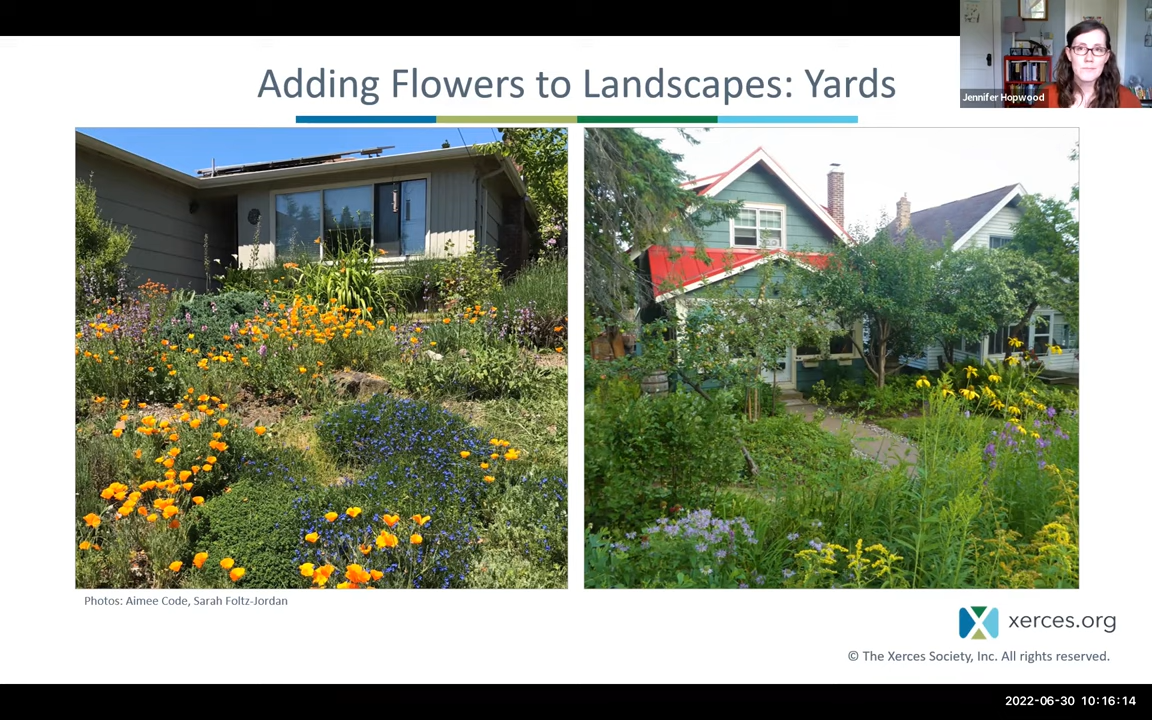 Adding Flowers to Landscapes: Yards
Jennifer Hopwood
Photos: Aimee Code, Sarah Foltz-Jordan
xerces.org
© The Xerces Society, Inc. All rights reserved.
2022-06-30 10:16:14